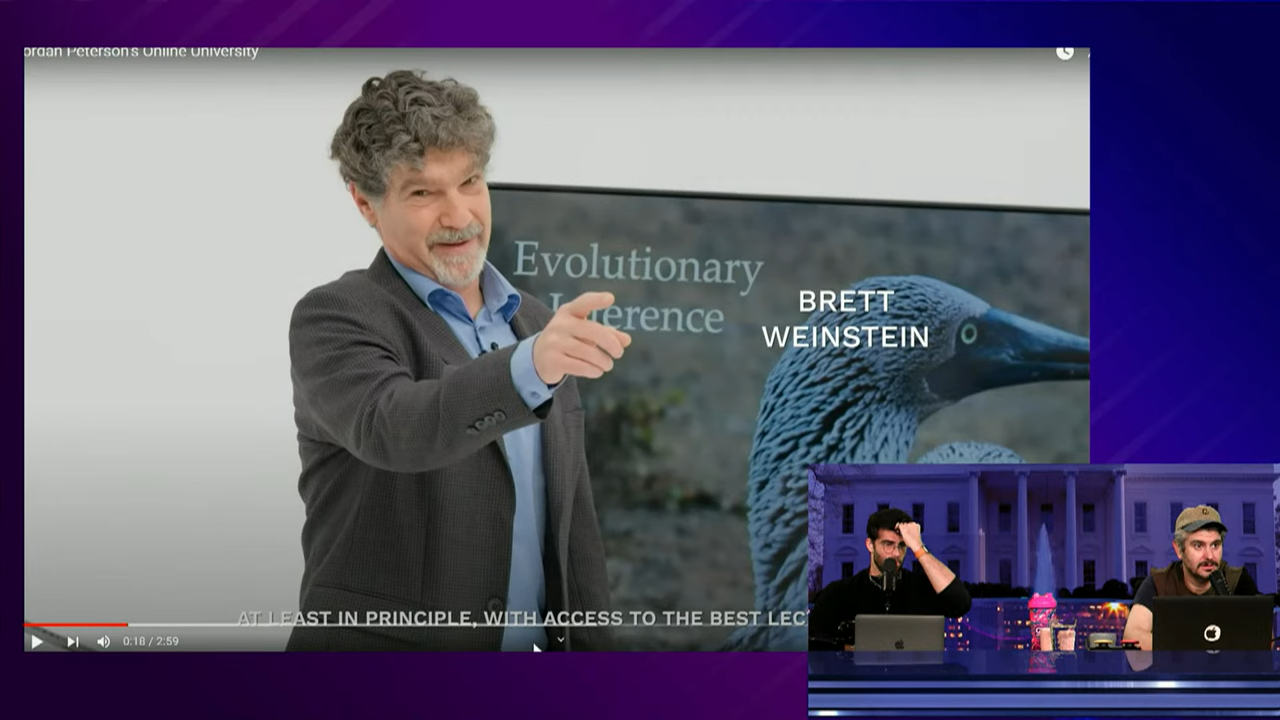 ordan Peterson's Online University
Evolutionary
Inference
BRETT
WEINSTEIN
AT LEAST IN PRINCIPLE, WITH ACCESS TO THE BEST LEC
0:18 / 2:59